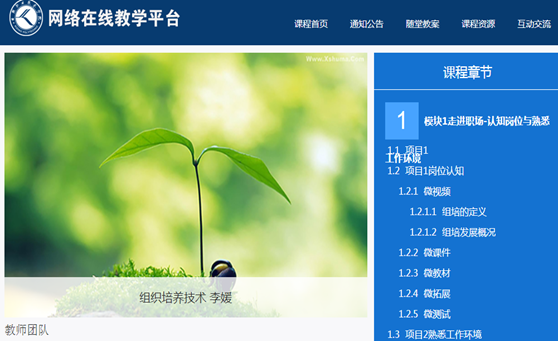 网络在线教学平台
课程首页 通知公告 随堂教案 课程资源 互动交流
课程章节
1 模块1走进职场-认知岗位与熟悉
工作环境
1.1 项目1
1.2 项目1岗位认知
1.2.1 微视频
1.2.1.1 组培的定义
1.2.1.2 组培发展概况
1.2.2 微课件
1.2.3 微教材
1.2.4 微拓展
1.2.5 微测试
1.3 项目2熟悉工作环境
组织培养技术 李媛
教师团队